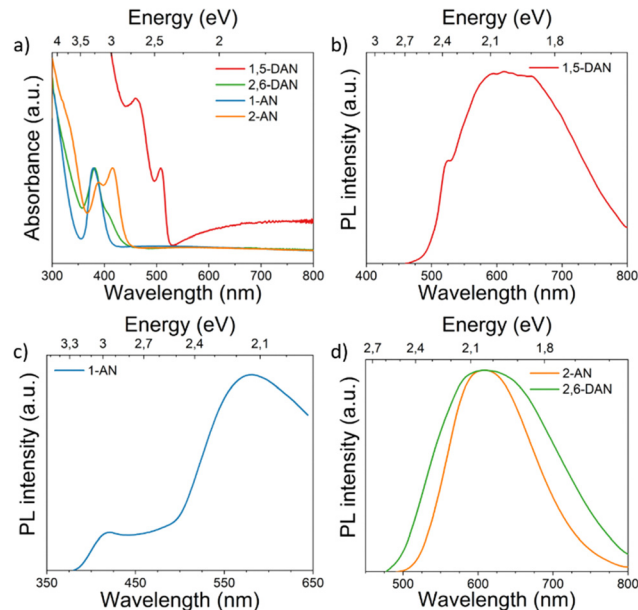 Energy (eV)
a) 4 3,5 3 2,5 2
1,5-DAN
2,6-DAN
1-AN
2-AN
Absorbance (a.u.)
300 400 500 600 700 800
Wavelength (nm)
Energy (eV)
b) 3 2,7 2,4 2,1 1,8
1,5-DAN
PL intensity (a.u.)
400 500 600 700 800
Wavelength (nm)
Energy (eV)
c) 3,3 3 2,7 2,4 2,1
1-AN
PL intensity (a.u.)
350 450 550 650
Wavelength (nm)
Energy (eV)
d) 2,7 2,4 2,1 1,8
2-AN
2,6-DAN
PL intensity (a.u.)
500 600 700 800
Wavelength (nm)